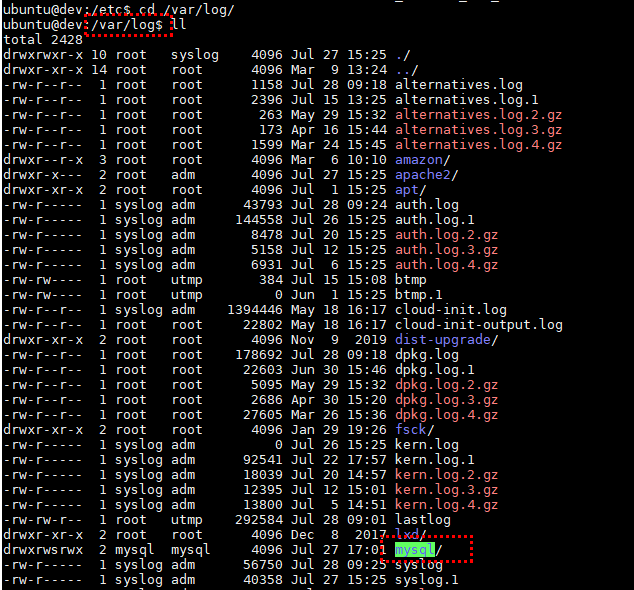 ubuntu@dev:/etc$ cd /var/log/
ubuntu@dev:/var/log$ ll
total 2428
drwxrwxr-x 10 root   syslog    4096 Jul 27 15:25 ./
drwxr-xr-x 14 root   root      4096 Mar  9 13:24 ../
-rw-r--r--  1 root   root      1158 Jul 28 09:18 alternatives.log
-rw-r--r--  1 root   root      2396 Jul 15 13:25 alternatives.log.1
-rw-r--r--  1 root   root       263 May 29 15:32 alternatives.log.2.gz
-rw-r--r--  1 root   root       173 Apr 16 15:44 alternatives.log.3.gz
-rw-r--r--  1 root   root      1599 Mar 24 15:45 alternatives.log.4.gz
drwxr--r-x  3 root   root      4096 Mar  6 10:10 amazon/
drwxr-x---  2 root   adm       4096 Jul 27 15:25 apache2/
drwxr-xr-x  2 root   root      4096 Jul  1 15:25 apt/
-rw-r-----  1 syslog adm      43793 Jul 28 09:24 auth.log
-rw-r-----  1 syslog adm     144558 Jul 26 15:25 auth.log.1
-rw-r-----  1 syslog adm       8478 Jul 20 15:25 auth.log.2.gz
-rw-r-----  1 syslog adm       5158 Jul 12 15:25 auth.log.3.gz
-rw-r-----  1 syslog adm       6931 Jul  6 15:25 auth.log.4.gz
-rw-rw----  1 root   utmp       384 Jul 15 15:08 btmp
-rw-rw----  1 root   utmp         0 Jun  1 15:25 btmp.1
-rw-r--r--  1 syslog adm    1394446 May 18 16:17 cloud-init.log
-rw-r--r--  1 root   root     22802 May 18 16:17 cloud-init-output.log
drwxr-xr-x  2 root   root      4096 Nov  9  2019 dist-upgrade/
-rw-r--r--  1 root   root    178692 Jul 28 09:18 dpkg.log
-rw-r--r--  1 root   root     22603 Jun 30 15:46 dpkg.log.1
-rw-r--r--  1 root   root      5095 May 29 15:32 dpkg.log.2.gz
-rw-r--r--  1 root   root      2686 Apr 30 15:20 dpkg.log.3.gz
-rw-r--r--  1 root   root     27605 Mar 26 15:36 dpkg.log.4.gz
drwxr-xr-x  2 root   root      4096 Jan 29 19:26 fsck/
-rw-r-----  1 syslog adm          0 Jul 26 15:25 kern.log
-rw-r-----  1 syslog adm      92541 Jul 22 17:57 kern.log.1
-rw-r-----  1 syslog adm      18039 Jul 20 14:57 kern.log.2.gz
-rw-r-----  1 syslog adm      12395 Jul 12 15:01 kern.log.3.gz
-rw-r-----  1 syslog adm      13800 Jul  5 14:51 kern.log.4.gz
-rw-rw-r--  1 root   utmp    292584 Jul 28 09:01 lastlog
drwxr-xr-x  2 root   root      4096 Dec  8  2017 lxd/
drwxrwsrwx  2 mysql  mysql     4096 Jul 27 17:01 mysql/
-rw-r-----  1 syslog adm      56750 Jul 28 09:25 syslog
-rw-r-----  1 syslog adm      40358 Jul 27 15:25 syslog.1